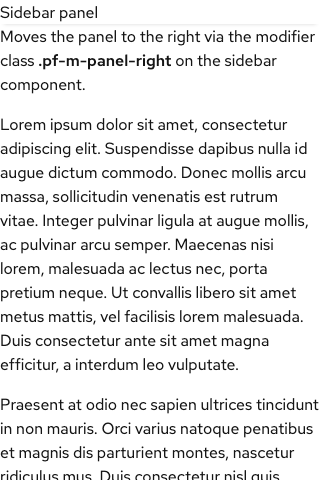 Sidebar panel
Moves the panel to the right via the modifier
class .pf-m-panel-right on the sidebar
component.
Lorem ipsum dolor sit amet, consectetur
adipiscing elit. Suspendisse dapibus nulla id
augue dictum commodo. Donec mollis arcu
massa, sollicitudin venenatis est rutrum
vitae. Integer pulvinar ligula at augue mollis,
ac pulvinar arcu semper. Maecenas nisi
lorem, malesuada ac lectus nec, porta
pretium neque. Ut convallis libero sit amet
metus mattis, vel facilisis lorem malesuada.
Duis consectetur ante sit amet magna
efficitur, a interdum leo vulputate.
Praesent at odio nec sapien ultrices tincidunt
in non mauris. Orci varius natoque penatibus
et magnis dis parturient montes, nascetur
ridiculus mus. Duis consectetur nisl quis